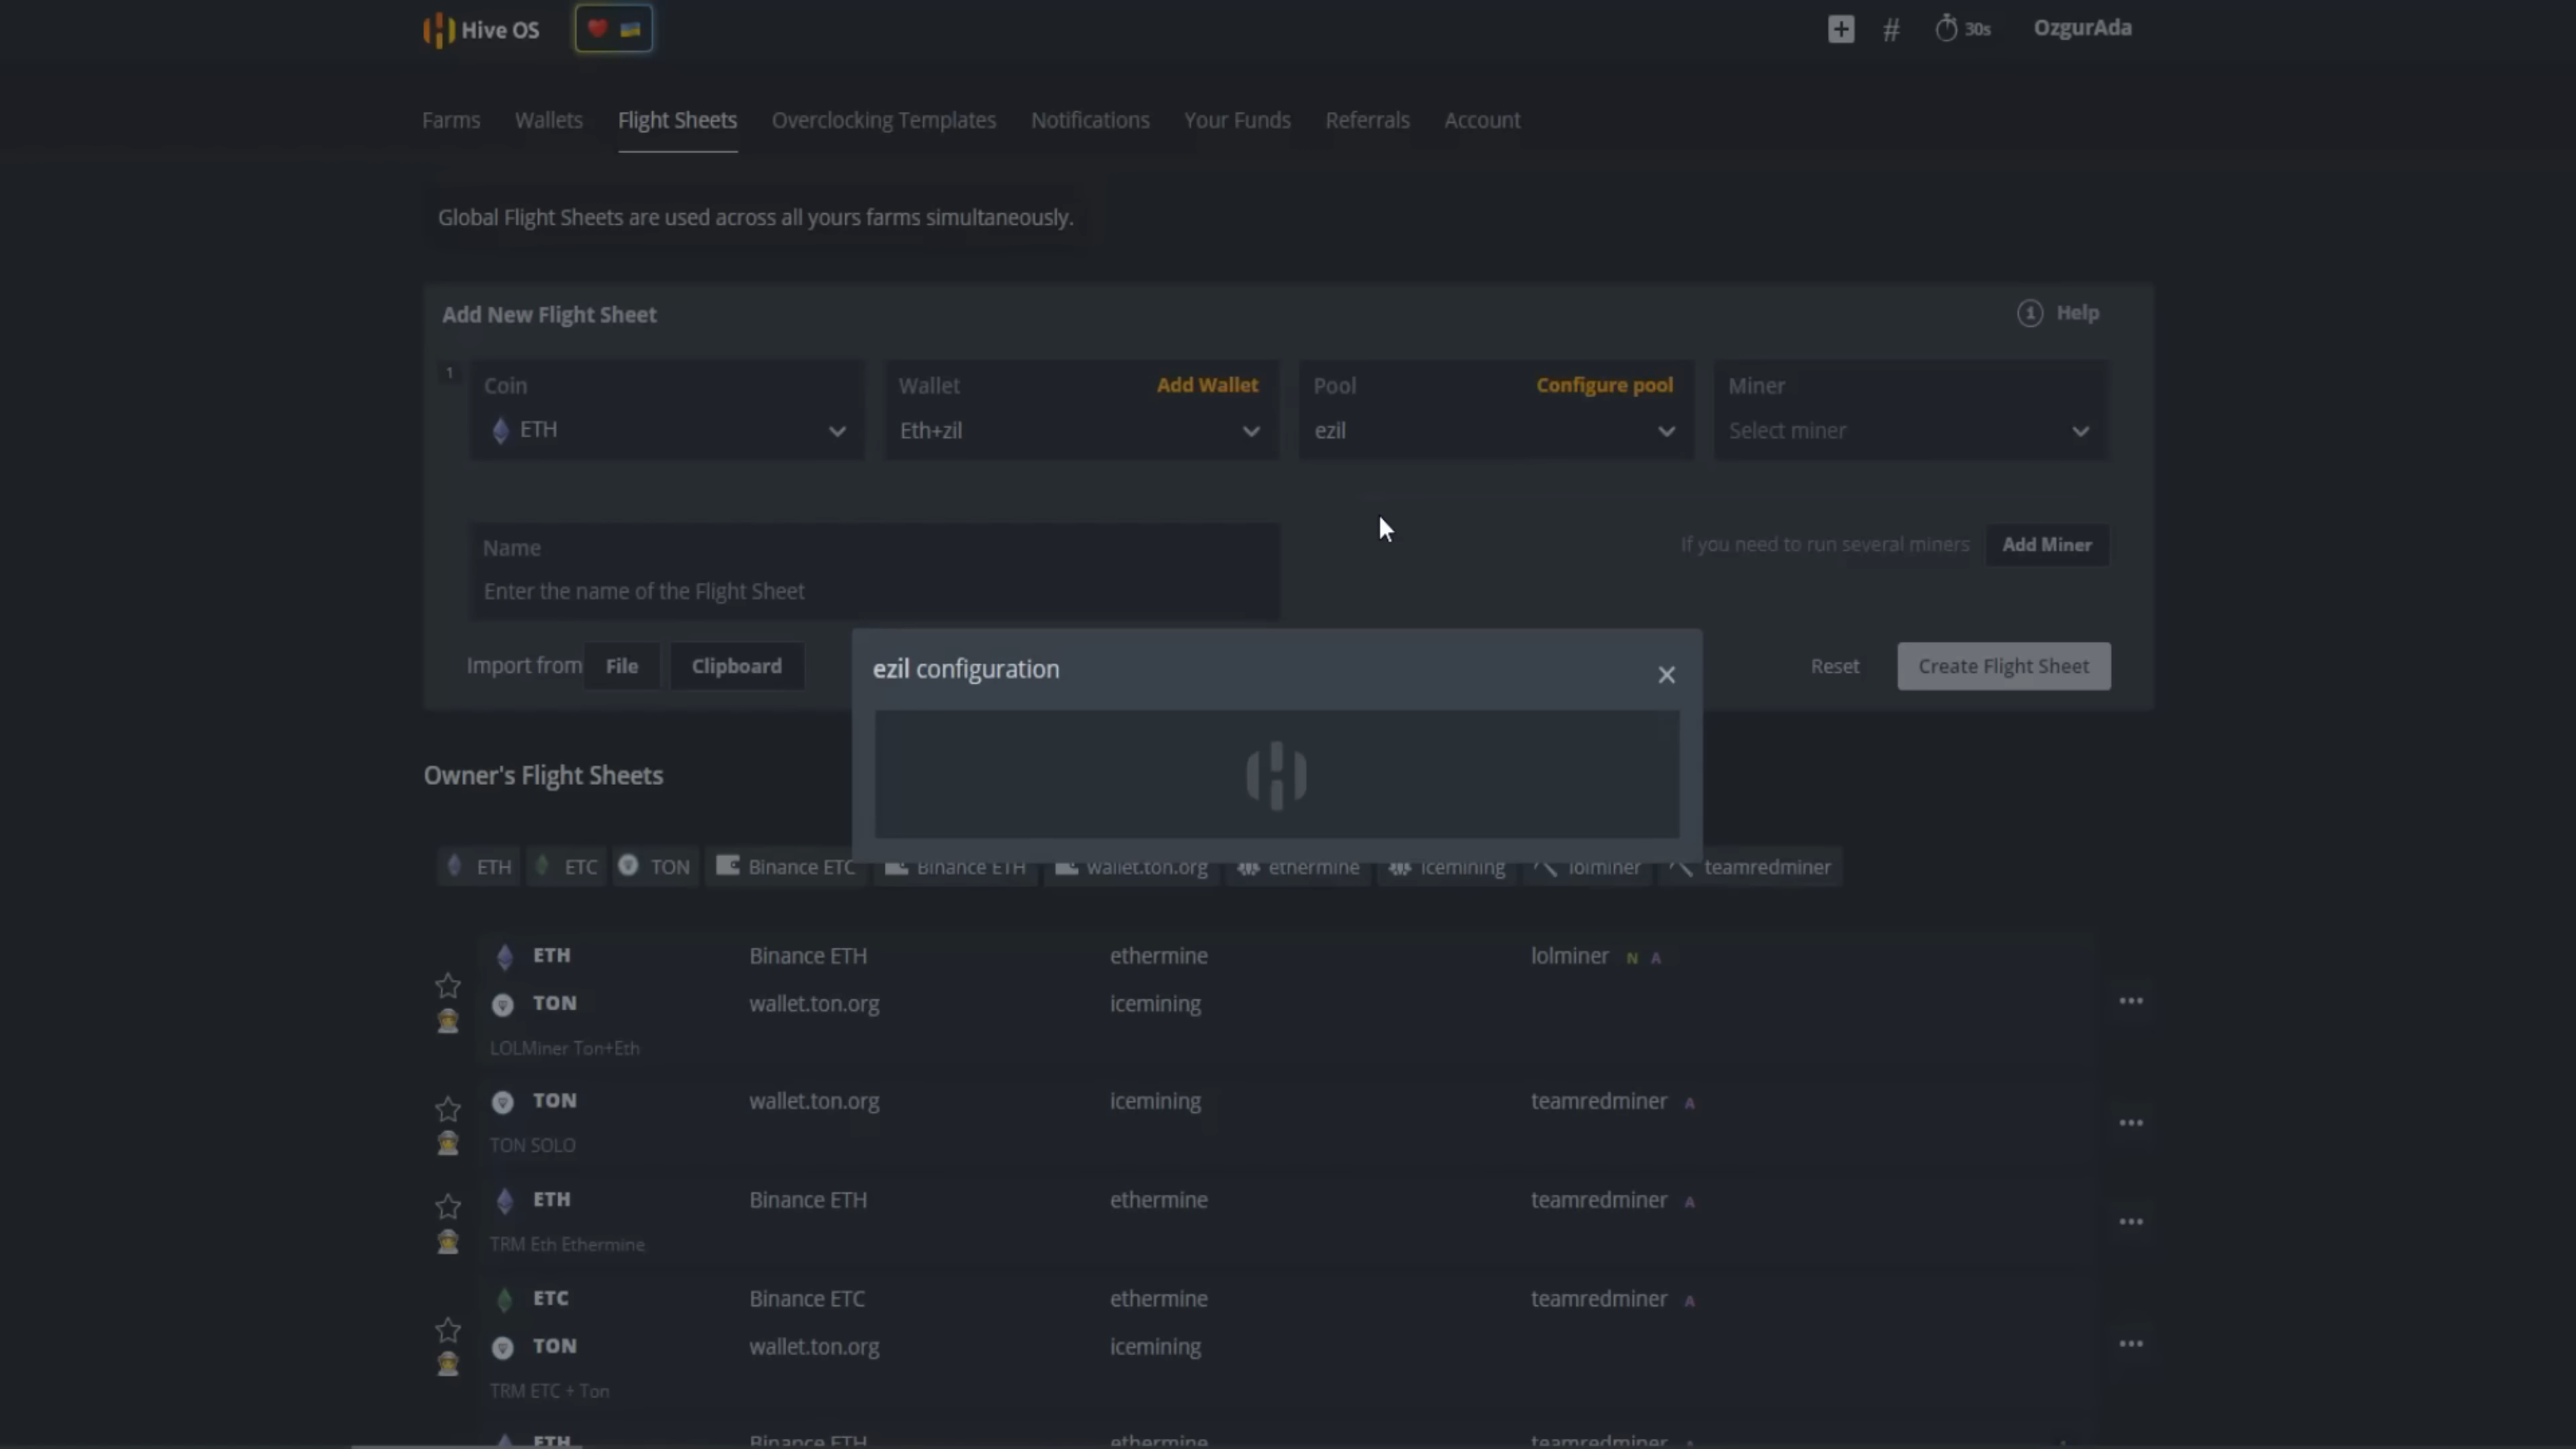 Hive OS
30s
OzgurAda
Farms Wallets Flight Sheets Overclocking Templates Notifications Your Funds Referrals Account
Global Flight Sheets are used across all yours farms simultaneously.
Add New Flight Sheet
Help
1
Coin
ETH
Wallet Add Wallet
Eth+zil
Pool Configure pool
ezil
Miner
Select miner
Name
Enter the name of the Flight Sheet
If you need to run several miners Add Miner
Import from File Clipboard
Reset Create Flight Sheet
ezil configuration
Owner's Flight Sheets
ETH ETC TON Binance ETC Binance ETH wallet.ton.org ethermine icemining lolminer teamredminer
ETH Binance ETH ethermine lolminer N A
TON wallet.ton.org icemining
LOLMiner Ton+Eth
TON wallet.ton.org icemining teamredminer A
TON SOLO
ETH Binance ETH ethermine teamredminer A
TRM Eth Ethermine
ETC Binance ETC ethermine teamredminer A
TON wallet.ton.org icemining
TRM ETC + Ton
ETH Binance ETH ethermine teamredminer